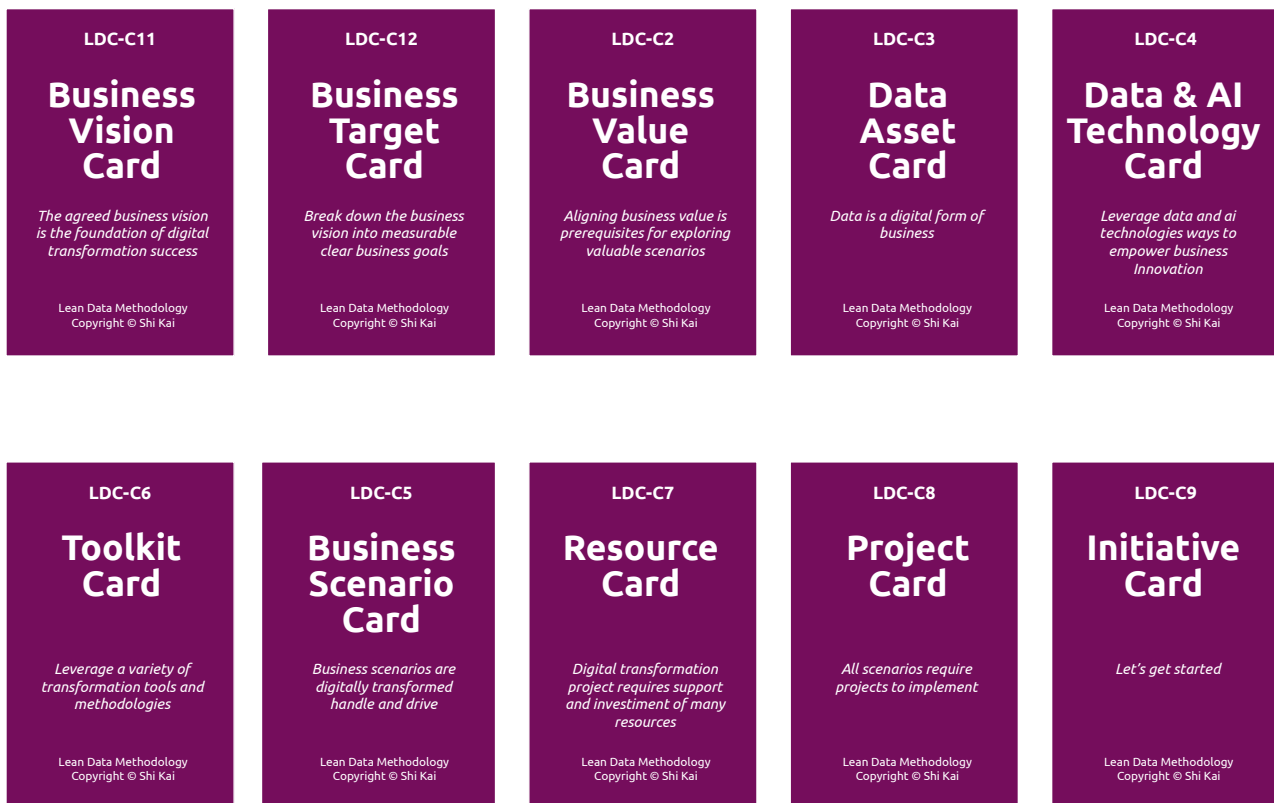 LDC-C11
Business
Vision
Card
The agreed business vision
is the foundation of digital
transformation success
Lean Data Methodology
Copyright © Shi Kai
LDC-C12
Business
Target
Card
Break down the business
vision into measurable
clear business goals
Lean Data Methodology
Copyright © Shi Kai
LDC-C2
Business
Value
Card
Aligning business value is
prerequisites for exploring
valuable scenarios
Lean Data Methodology
Copyright © Shi Kai
LDC-C3
Data
Asset
Card
Data is a digital form of
business
Lean Data Methodology
Copyright © Shi Kai
LDC-C4
Data & AI
Technology
Card
Leverage data and ai
technologies ways to
empower business
Innovation
Lean Data Methodology
Copyright © Shi Kai
LDC-C6
Toolkit
Card
Leverage a variety of
transformation tools and
methodologies
Lean Data Methodology
Copyright © Shi Kai
LDC-C5
Business
Scenario
Card
Business scenarios are
digitally transformed
handle and drive
Lean Data Methodology
Copyright © Shi Kai
LDC-C7
Resource
Card
Digital transformation
project requires support
and investiment of many
resources
Lean Data Methodology
Copyright © Shi Kai
LDC-C8
Project
Card
All scenarios require
projects to implement
Lean Data Methodology
Copyright © Shi Kai
LDC-C9
Initiative
Card
Let's get started
Lean Data Methodology
Copyright © Shi Kai